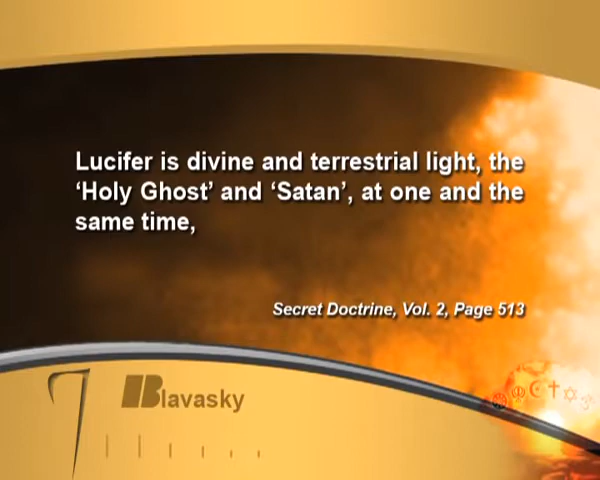 Lucifer is divine and terrestrial light, the
‘Holy Ghost’ and ‘Satan’, at one and the
same time,
Secret Doctrine, Vol. 2, Page 513
Blavasky